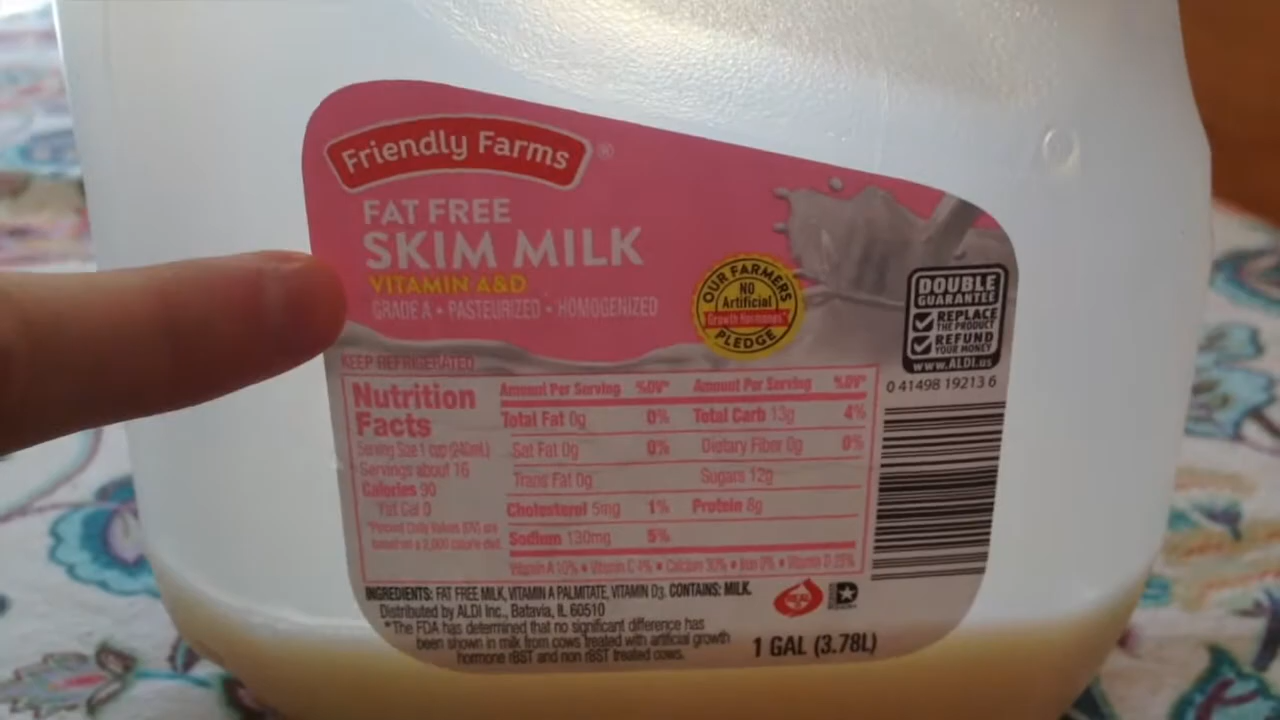 Friendly Farms ®
FAT FREE
SKIM MILK
VITAMIN A&D
GRADE A • PASTEURIZED • HOMOGENIZED
OUR FARMERS
NO
Artificial
Growth Hormones*
PLEDGE
DOUBLE
GUARANTEE
REPLACE
THE PRODUCT
REFUND
YOUR MONEY
www.ALDI.us
0 41498 19213 6
KEEP REFRIGERATED
Nutrition
Facts
Serving Size 1 cup (240mL)
Servings about 16
Calories 90
Fat Cal 0
*Percent Daily Values (DV) are
based on a 2,000 calorie diet.
Amount Per Serving %DV*
Total Fat 0g 0%
Sat Fat 0g 0%
Trans Fat 0g
Cholesterol 5mg 1%
Sodium 130mg 5%
Amount Per Serving %DV*
Total Carb 13g 4%
Dietary Fiber 0g 0%
Sugars 12g
Protein 8g
Vitamin A 10% • Vitamin C 4% • Calcium 30% • Iron 0% • Vitamin D 25%
INGREDIENTS: FAT FREE MILK, VITAMIN A PALMITATE, VITAMIN D3. CONTAINS: MILK.
Distributed by ALDI Inc., Batavia, IL 60510
*The FDA has determined that no significant difference has
been shown in milk from cows treated with artificial growth
hormone rBST and non rBST treated cows.
REAL
D
1 GAL (3.78L)